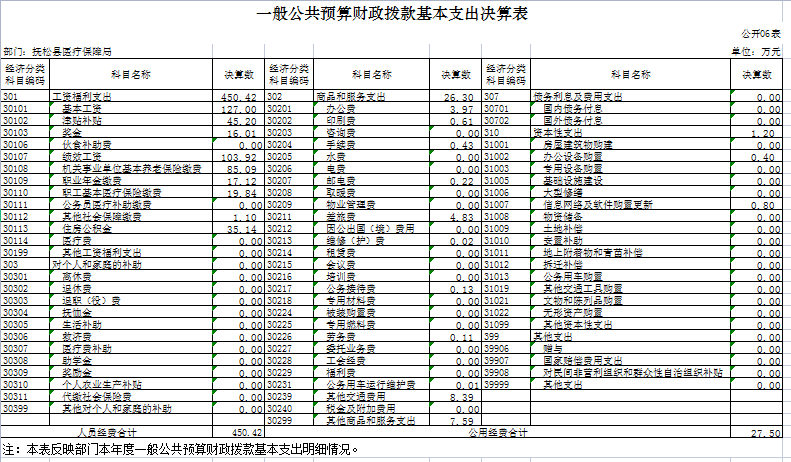 一般公共预算财政拨款基本支出决算表
公开06表
部门：抚松县医疗保障局 单位：万元
经济分类科目编码 科目名称 决算数 经济分类科目编码 科目名称 决算数 经济分类科目编码 科目名称 决算数
301 工资福利支出 450.42 302 商品和服务支出 26.30 307 债务利息及费用支出 0.00
30101 基本工资 127.00 30201 办公费 3.97 30701 国内债务付息 0.00
30102 津贴补贴 45.20 30202 印刷费 0.61 30702 国外债务付息 0.00
30103 奖金 16.01 30203 咨询费 0.00 310 资本性支出 1.20
30106 伙食补助费 0.00 30204 手续费 0.43 31001 房屋建筑物购建 0.00
30107 绩效工资 103.92 30205 水费 0.00 31002 办公设备购置 0.40
30108 机关事业单位基本养老保险缴费 85.09 30206 电费 0.00 31003 专用设备购置 0.00
30109 职业年金缴费 17.12 30207 邮电费 0.22 31005 基础设施建设 0.00
30110 职工基本医疗保险缴费 19.84 30208 取暖费 0.00 31006 大型修缮 0.00
30111 公务员医疗补助缴费 0.00 30209 物业管理费 0.00 31007 信息网络及软件购置更新 0.80
30112 其他社会保障缴费 1.10 30211 差旅费 4.83 31008 物资储备 0.00
30113 住房公积金 35.14 30212 因公出国（境）费用 0.00 31009 土地补偿 0.00
30114 医疗费 0.00 30213 维修（护）费 0.02 31010 安置补助 0.00
30199 其他工资福利支出 0.00 30214 租赁费 0.00 31011 地上附着物和青苗补偿 0.00
303 对个人和家庭的补助 0.00 30215 会议费 0.00 31012 拆迁补偿 0.00
30301 离休费 0.00 30216 培训费 0.00 31013 公务用车购置 0.00
30302 退休费 0.00 30217 公务接待费 0.13 31019 其他交通工具购置 0.00
30303 退职（役）费 0.00 30218 专用材料费 0.00 31021 文物和陈列品购置 0.00
30304 抚恤金 0.00 30224 被装购置费 0.00 31022 无形资产购置 0.00
30305 生活补助 0.00 30225 专用燃料费 0.00 31099 其他资本性支出 0.00
30306 救济费 0.00 30226 劳务费 0.11 399 其他支出 0.00
30307 医疗费补助 0.00 30227 委托业务费 0.00 39906 赠与 0.00
30308 助学金 0.00 30228 工会经费 0.00 39907 国家赔偿费用支出 0.00
30309 奖励金 0.00 30229 福利费 0.00 39908 对民间非营利组织和群众性自治组织补贴 0.00
30310 个人农业生产补贴 0.00 30231 公务用车运行维护费 0.01 39999 其他支出 0.00
30311 代缴社会保险费 0.00 30239 其他交通费用 8.39
30399 其他对个人和家庭的补助 0.00 30240 税金及附加费用 0.00
30299 其他商品和服务支出 7.59
人员经费合计 450.42 公用经费合计 27.50
注：本表反映部门本年度一般公共预算财政拨款基本支出明细情况。